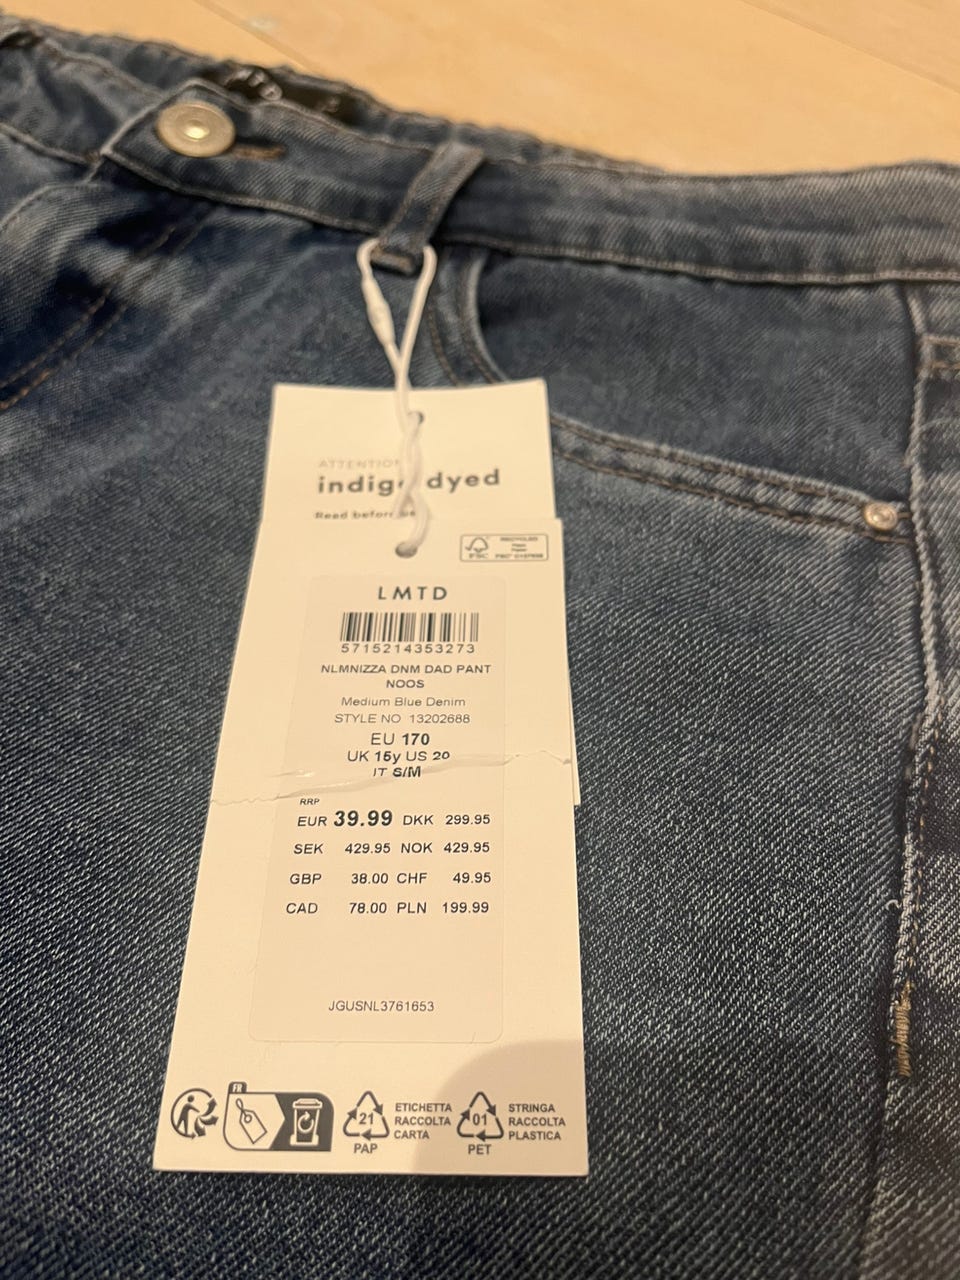 ATTENTION
indigo dyed
Read before
FSC
RECYCLED
LMTD
5715214353273
NLMNIZZA DNM DAD PANT
NOOS
Medium Blue Denim
STYLE NO 13202688
EU 170
UK 15y US 20
IT S/M
RRP
EUR 39.99 DKK 299.95
SEK 429.95 NOK 429.95
GBP 38.00 CHF 49.95
CAD 78.00 PLN 199.99
JGUSNL3761653
FR
21
PAP
ETICHETTA
RACCOLTA
CARTA
01
PET
STRINGA
RACCOLTA
PLASTICA